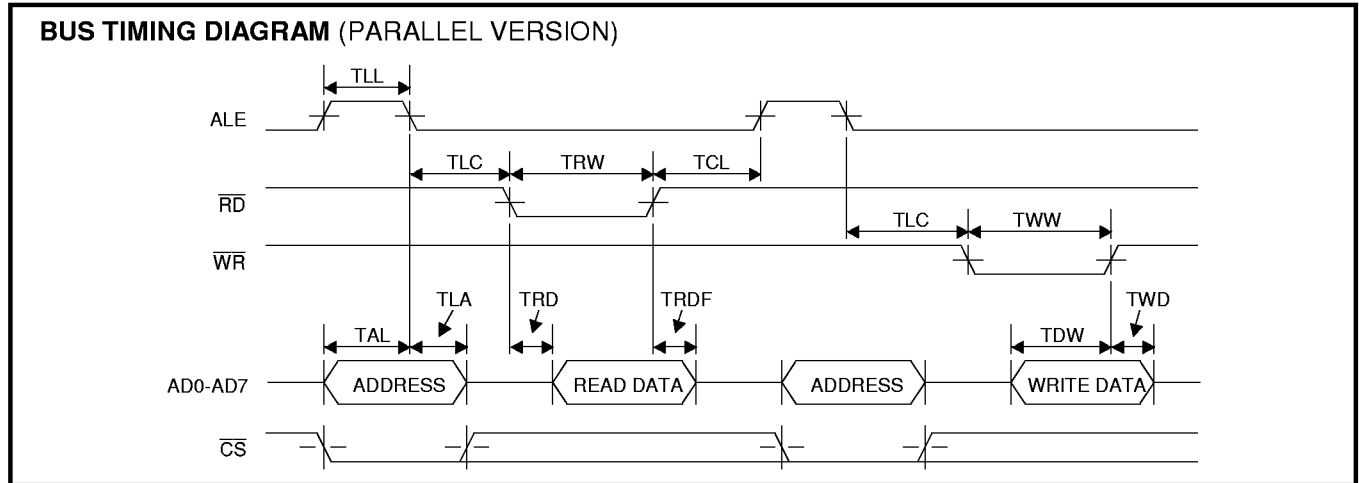 BUS TIMING DIAGRAM (PARALLEL VERSION)
TLL
ALE
TLC TRW TCL
RD
TLC TWW
WR
TLA TRD TRDF TWD
TAL TDW
AD0-AD7 ADDRESS READ DATA ADDRESS WRITE DATA
CS